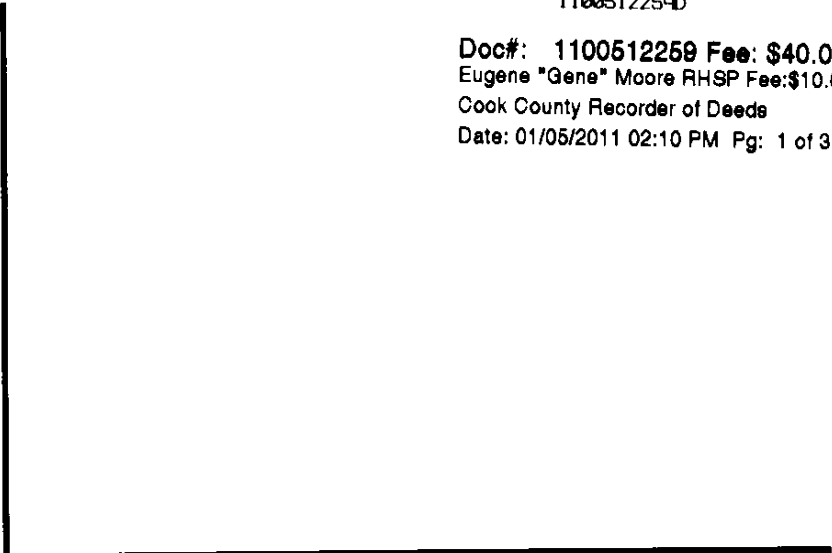 1100512259D
Doc#: 1100512259 Fee: $40.0
Eugene "Gene" Moore RHSP Fee:$10.
Cook County Recorder of Deeds
Date: 01/05/2011 02:10 PM Pg: 1 of 3